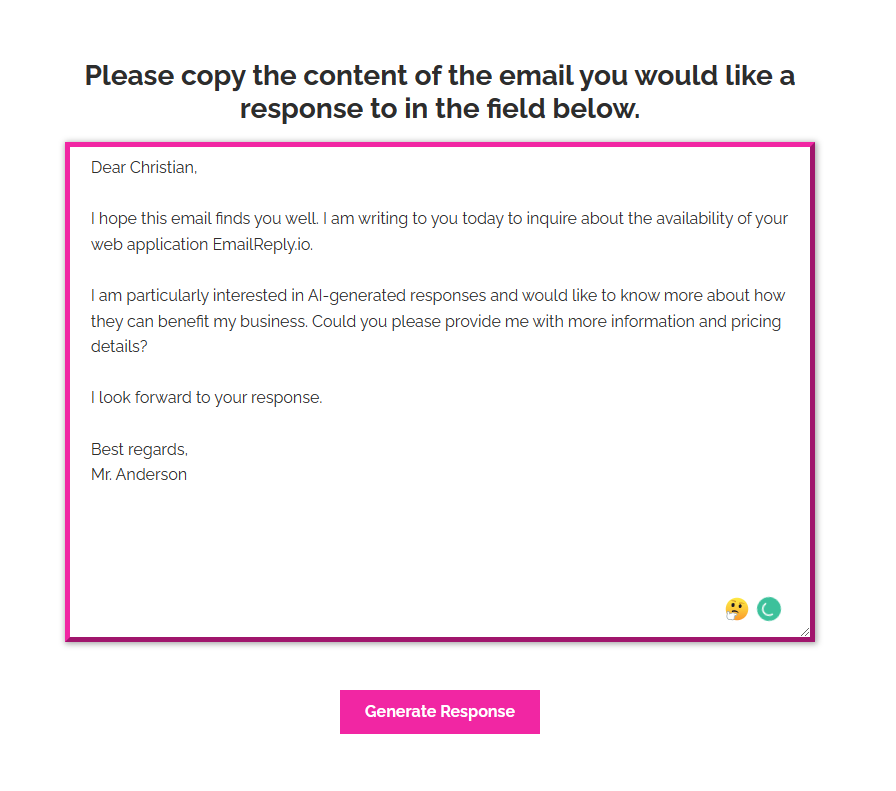 Please copy the content of the email you would like a
response to in the field below.
Dear Christian,
I hope this email finds you well. I am writing to you today to inquire about the availability of your
web application EmailReply.io.
I am particularly interested in AI-generated responses and would like to know more about how
they can benefit my business. Could you please provide me with more information and pricing
details?
I look forward to your response.
Best regards,
Mr. Anderson
Generate Response